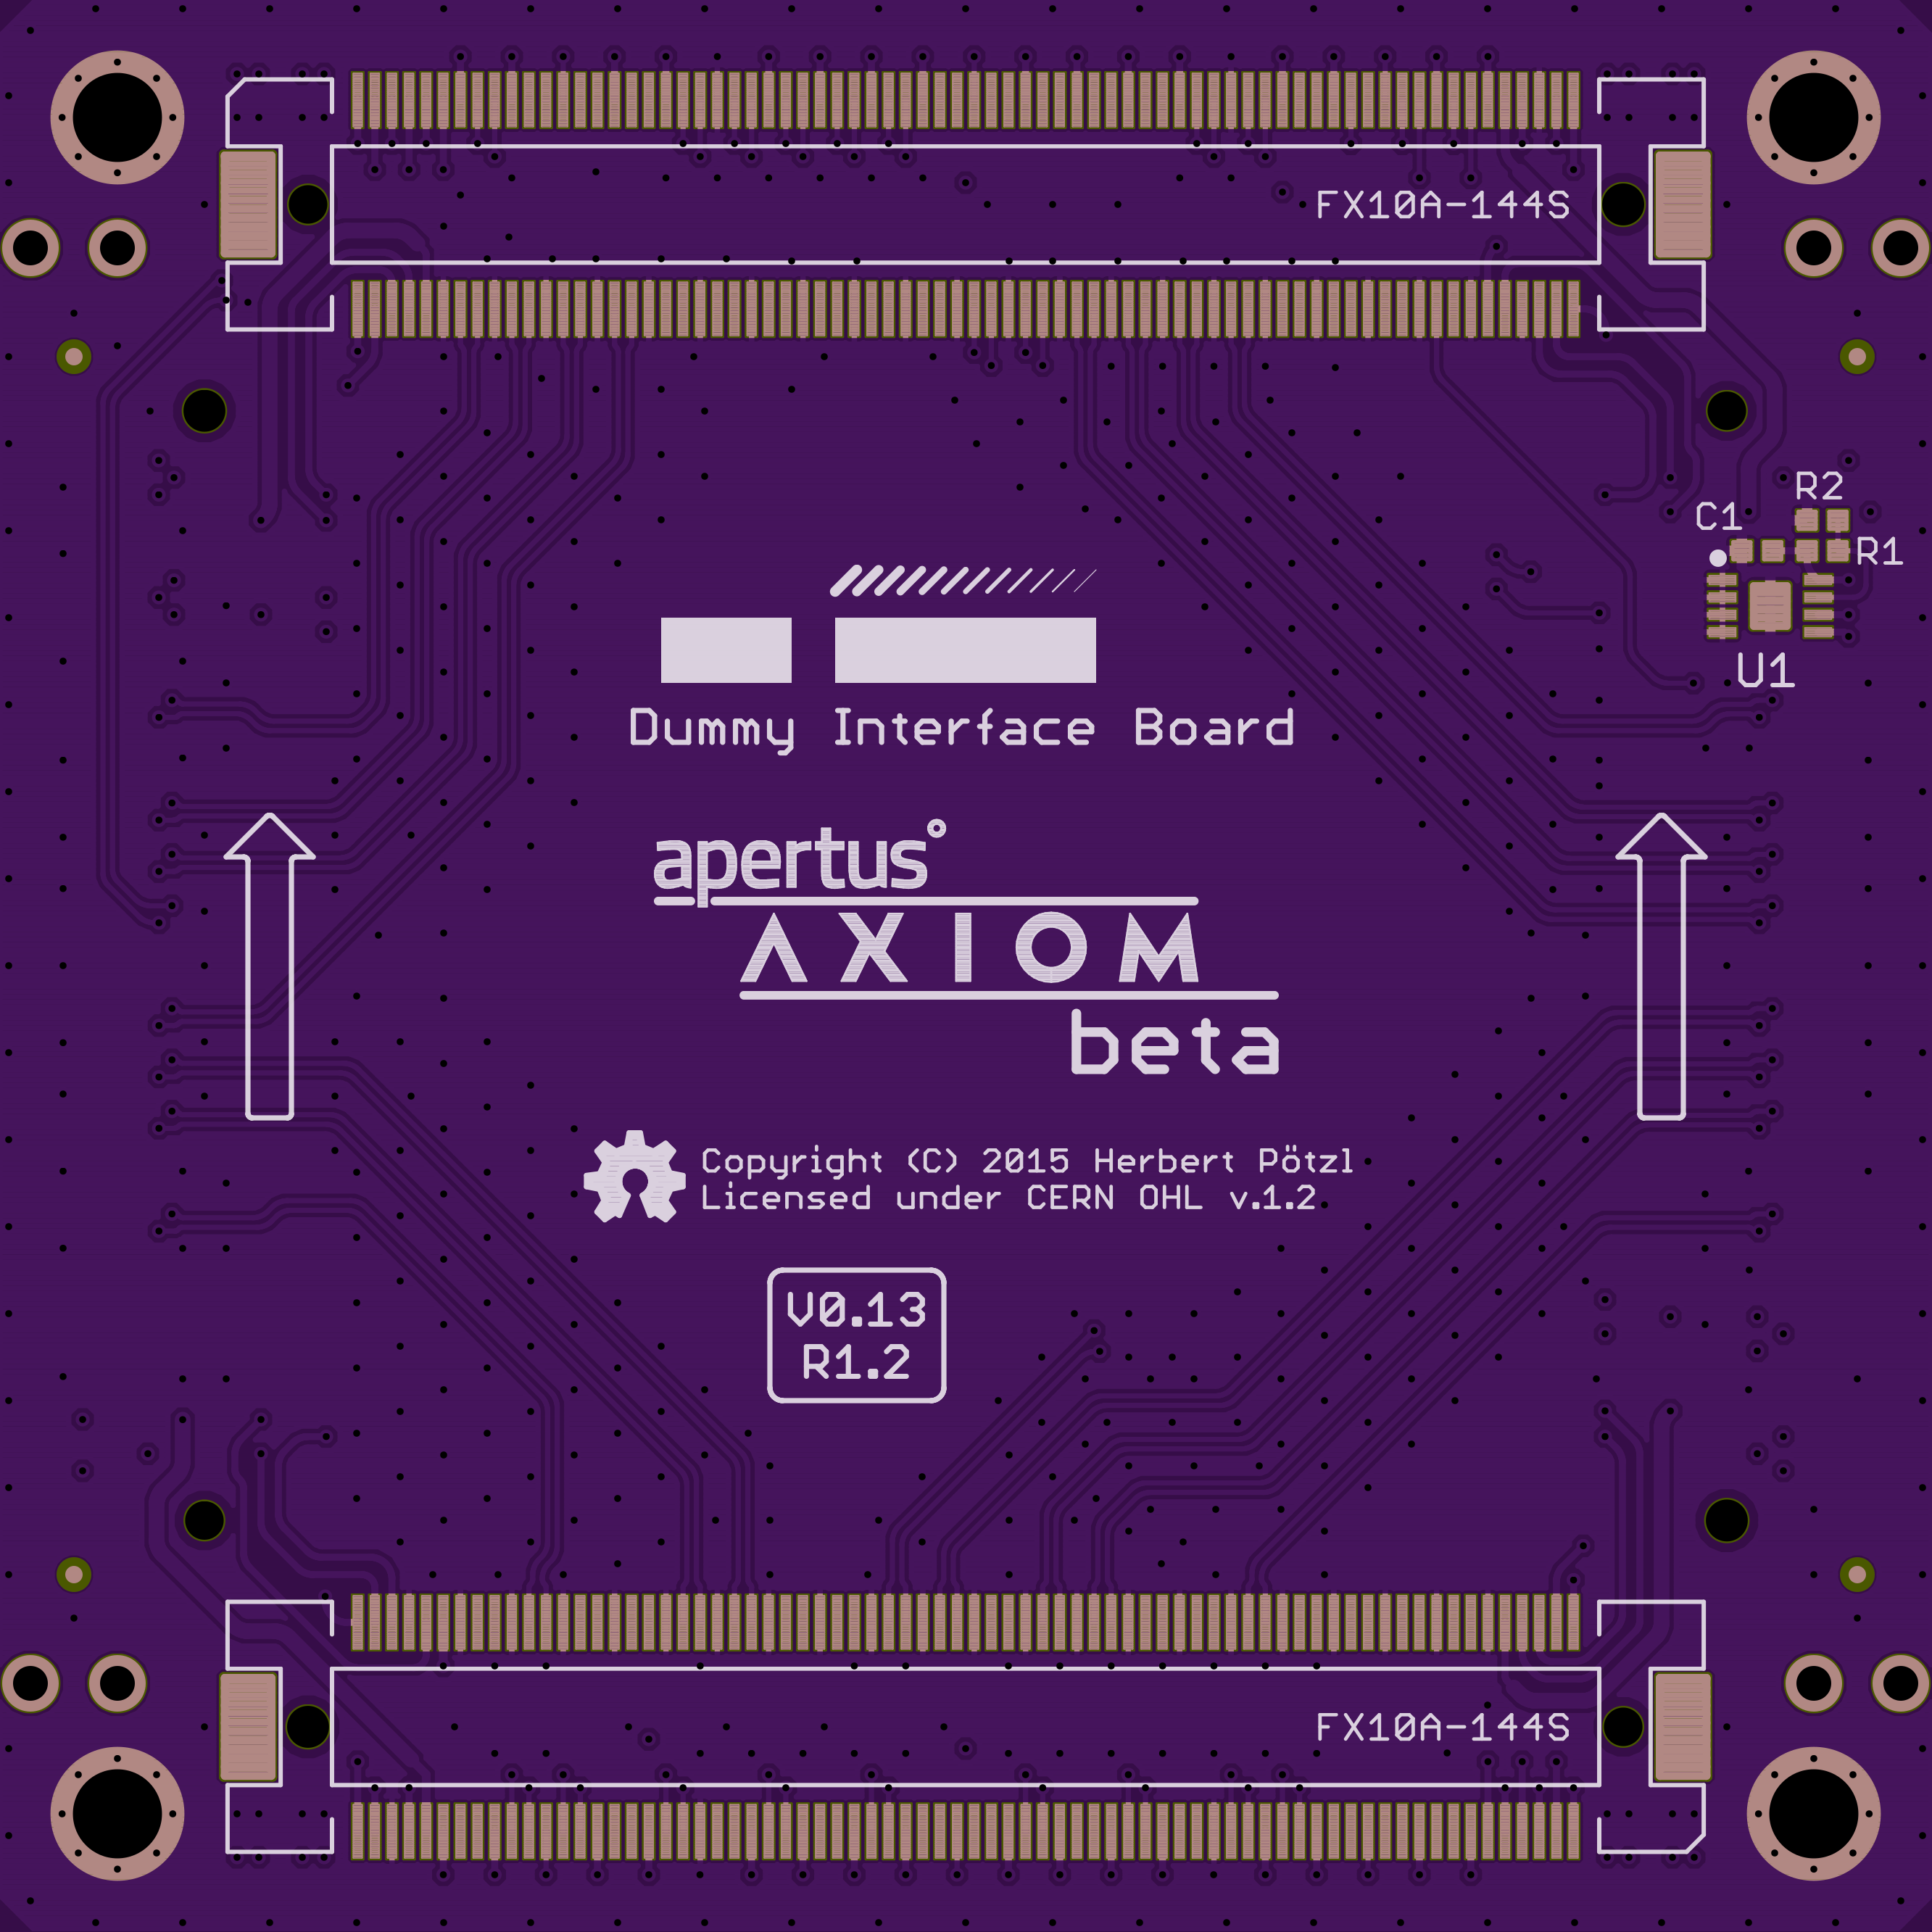 FX10A-144S
R2
C1
R1
U1
Dummy Interface Board
apertus°
AXIOM
beta
Copyright (C) 2015 Herbert Pötzl
Licensed under CERN OHL v.1.2
V0.13
R1.2
FX10A-144S